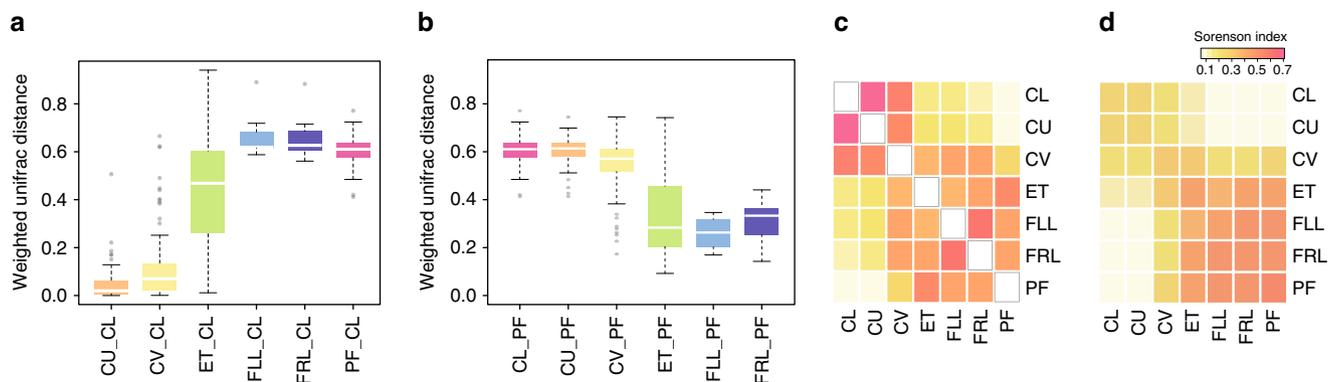 a
Weighted unifrac distance
0.8
0.6
0.4
0.2
0.0
CU_CL
CV_CL
ET_CL
FLL_CL
FRL_CL
PF_CL
b
Weighted unifrac distance
0.8
0.6
0.4
0.2
0.0
CL_PF
CU_PF
CV_PF
ET_PF
FLL_PF
FRL_PF
c
CL
CU
CV
ET
FLL
FRL
PF
CL
CU
CV
ET
FLL
FRL
PF
d
Sorenson index
0.1 0.3 0.5 0.7
CL
CU
CV
ET
FLL
FRL
PF
CL
CU
CV
ET
FLL
FRL
PF